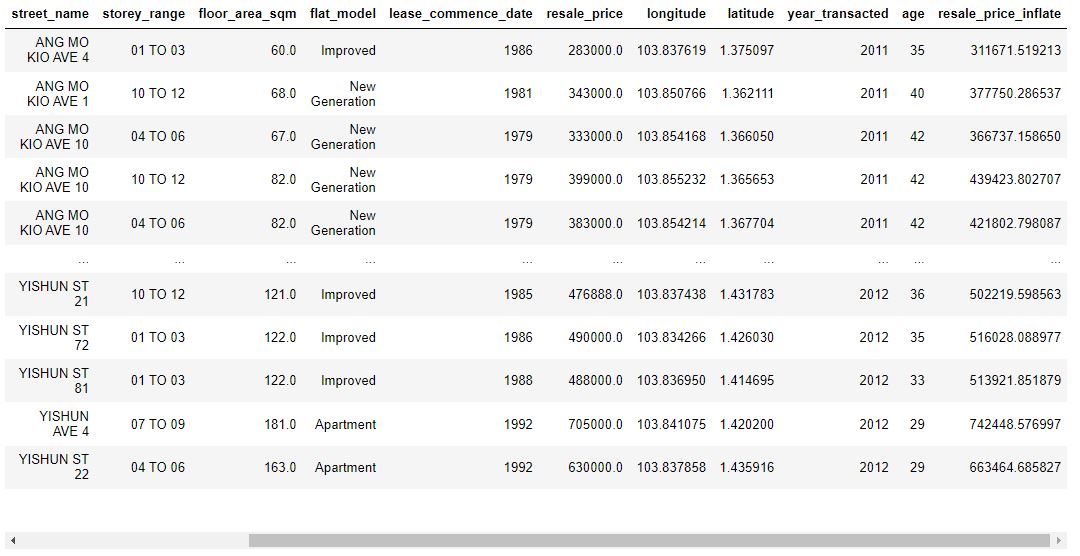 street_name storey_range floor_area_sqm flat_model lease_commence_date resale_price longitude latitude year_transacted age resale_price_inflate
ANG MO
KIO AVE 4 01 TO 03 60.0 Improved 1986 283000.0 103.837619 1.375097 2011 35 311671.519213
ANG MO
KIO AVE 1 10 TO 12 68.0 New
Generation 1981 343000.0 103.850766 1.362111 2011 40 377750.286537
ANG MO
KIO AVE 10 04 TO 06 67.0 New
Generation 1979 333000.0 103.854168 1.366050 2011 42 366737.158650
ANG MO
KIO AVE 10 10 TO 12 82.0 New
Generation 1979 399000.0 103.855232 1.365653 2011 42 439423.802707
ANG MO
KIO AVE 10 04 TO 06 82.0 New
Generation 1979 383000.0 103.854214 1.367704 2011 42 421802.798087
... ... ... ... ... ... ... ... ... ... ...
YISHUN ST
21 10 TO 12 121.0 Improved 1985 476888.0 103.837438 1.431783 2012 36 502219.598563
YISHUN ST
72 01 TO 03 122.0 Improved 1986 490000.0 103.834266 1.426030 2012 35 516028.088977
YISHUN ST
81 01 TO 03 122.0 Improved 1988 488000.0 103.836950 1.414695 2012 33 513921.851879
YISHUN
AVE 4 07 TO 09 181.0 Apartment 1992 705000.0 103.841075 1.420200 2012 29 742448.576997
YISHUN ST
22 04 TO 06 163.0 Apartment 1992 630000.0 103.837858 1.435916 2012 29 663464.685827